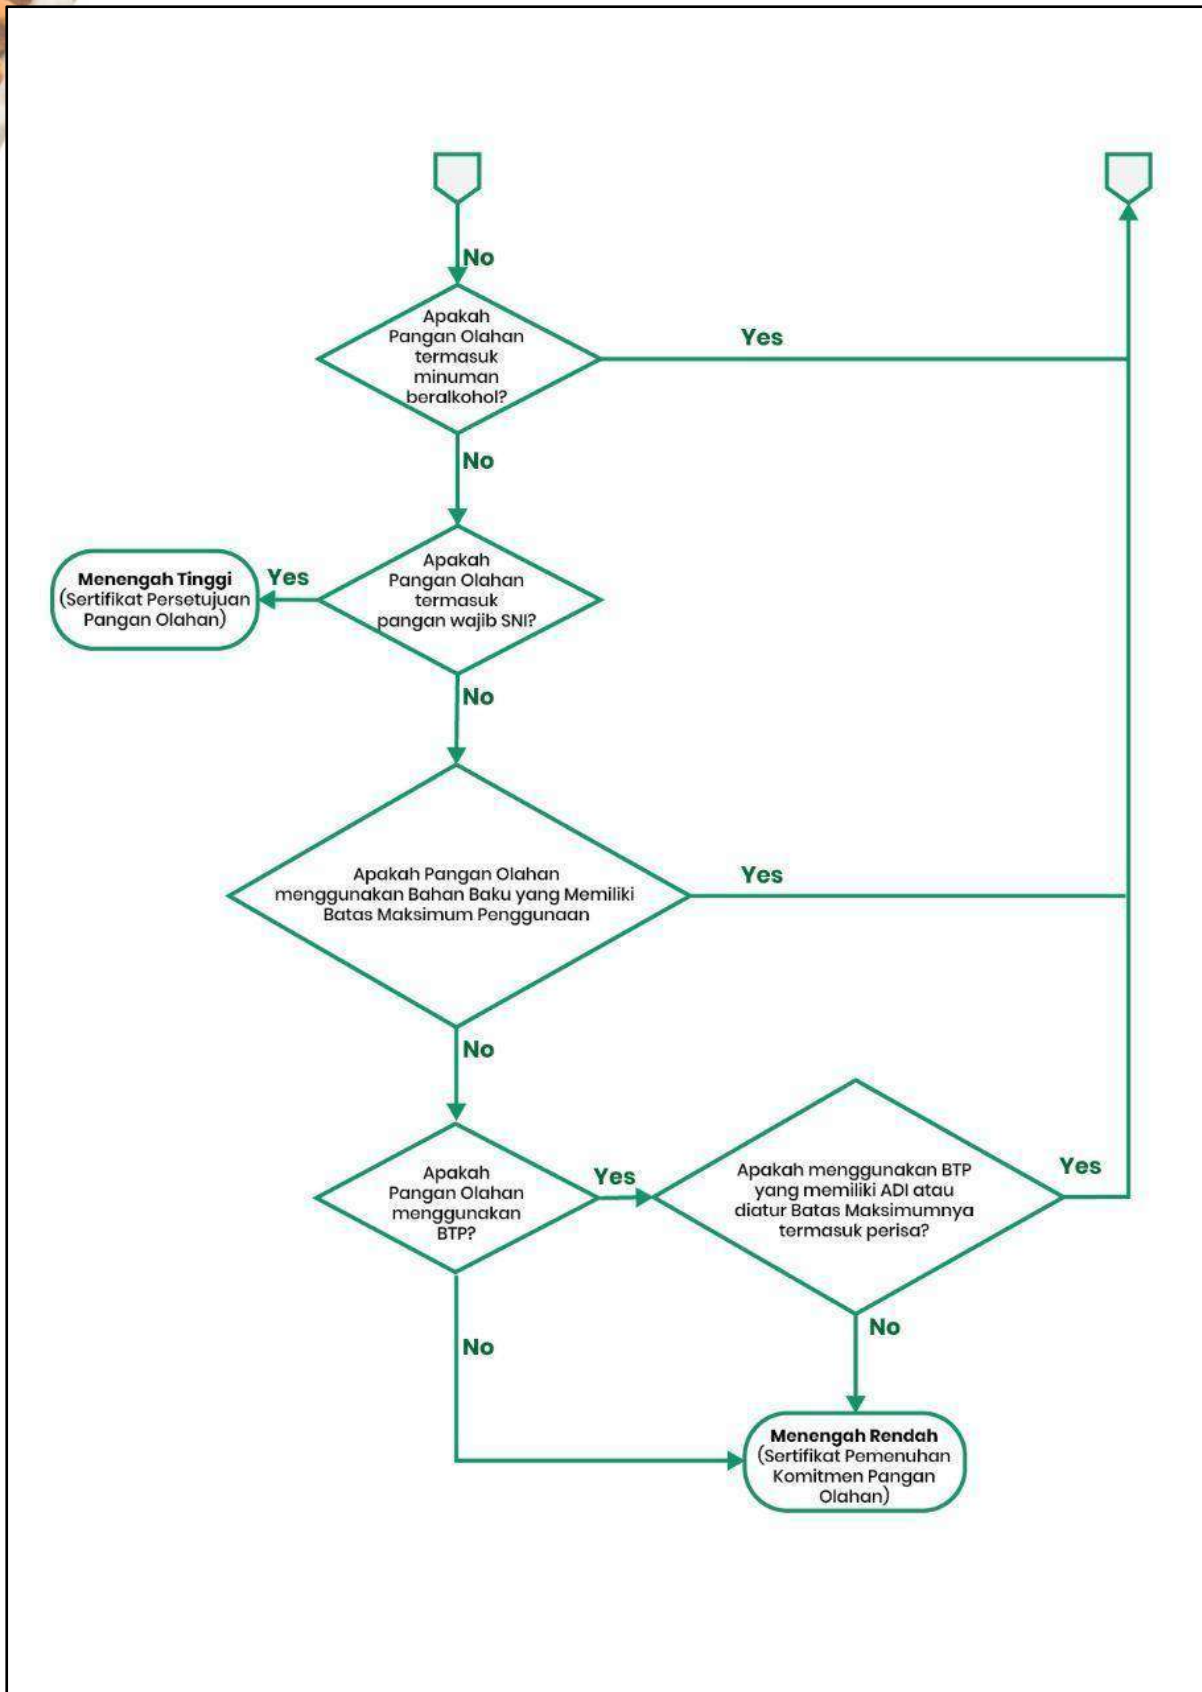 No
Apakah
Pangan Olahan
termasuk
minuman
beralkohol?
Yes
No
Apakah
Pangan Olahan
termasuk
pangan wajib SNI?
Yes
Menengah Tinggi
(Sertifikat Persetujuan
Pangan Olahan)
No
Apakah Pangan Olahan
menggunakan Bahan Baku yang Memiliki
Batas Maksimum Penggunaan
Yes
No
Apakah
Pangan Olahan
menggunakan
BTP?
Yes
Apakah menggunakan BTP
yang memiliki ADI atau
diatur Batas Maksimumnya
termasuk perisa?
Yes
No
No
Menengah Rendah
(Sertifikat Pemenuhan
Komitmen Pangan
Olahan)